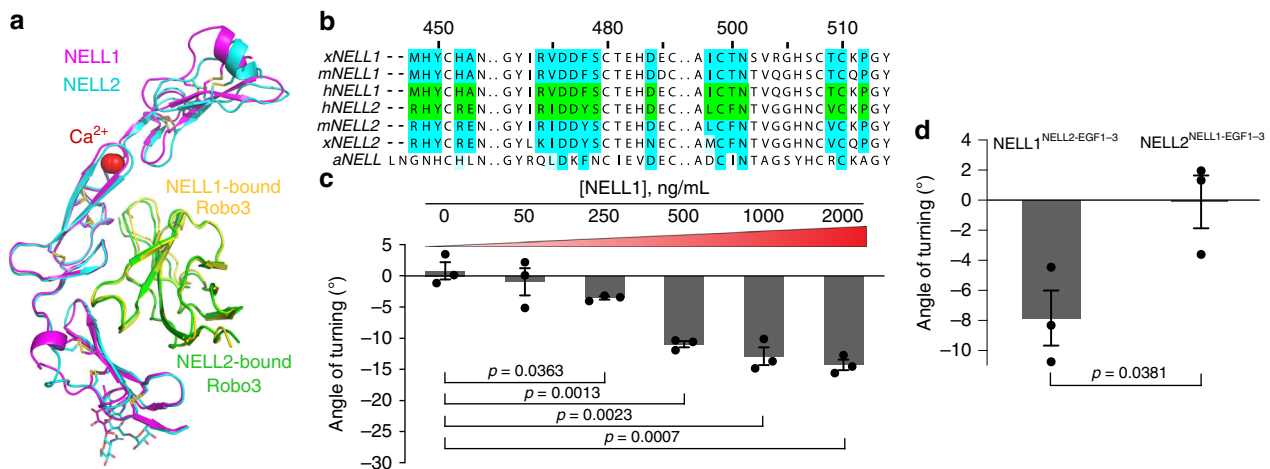 a
NELL1
NELL2
Ca2+
NELL1-bound
Robo3
NELL2-bound
Robo3
b
450 480 500 510
xNELL1 - - MHYCHAN..GYIRVDDFSCTEHDEC..AICTNSVRGHSCTCKPGY
mNELL1 - - MHYCHAN..GYIRVDDFSCTEHDDC..AICTNTVQGHSCTCQPGY
hNELL1 - - MHYCHAN..GYIRVDDFSCTEHDEC..AICTNTVQGHSCTCKPGY
hNELL2 - - RHYCREN..GYIRIDDYSCTEHDEC..ALCFNTVGGHNCVCKPGY
mNELL2 - - RHYCREN..GYIRIDDYSCTEHDEC..ALCFNTVGGHNCVCKPGY
xNELL2 - - RHYCREN..GYLKIDDYSCTEHNEC..AMCFNTVGGHNCVCKPGY
aNELL LNGNHCHLN..GYRQLDKFNCIEVDEC..ADCINTAGSYHCRCKAGY
c
[NELL1], ng/mL
0 50 250 500 1000 2000
Angle of turning (°)
5
0
−5
−10
−15
−20
−25
−30
p = 0.0363
p = 0.0013
p = 0.0023
p = 0.0007
d
NELL1NELL2-EGF1–3 NELL2NELL1-EGF1–3
Angle of turning (°)
4
2
0
−2
−4
−6
−8
−10
p = 0.0381